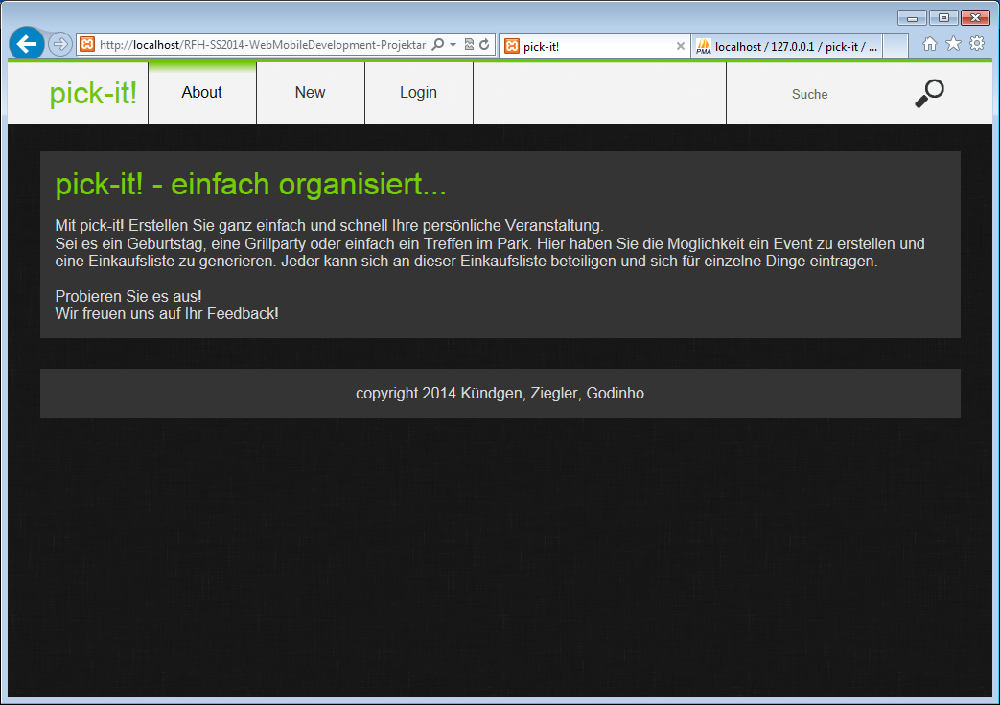 http://localhost/RFH-SS2014-WebMobileDevelopment-Projektar
pick-it!
localhost / 127.0.0.1 / pick-it / ...
PMA
pick-it!
About
New
Login
Suche
pick-it! - einfach organisiert...
Mit pick-it! Erstellen Sie ganz einfach und schnell Ihre persönliche Veranstaltung.
Sei es ein Geburtstag, eine Grillparty oder einfach ein Treffen im Park. Hier haben Sie die Möglichkeit ein Event zu erstellen und
eine Einkaufsliste zu generieren. Jeder kann sich an dieser Einkaufsliste beteiligen und sich für einzelne Dinge eintragen.
Probieren Sie es aus!
Wir freuen uns auf Ihr Feedback!
copyright 2014 Kündgen, Ziegler, Godinho